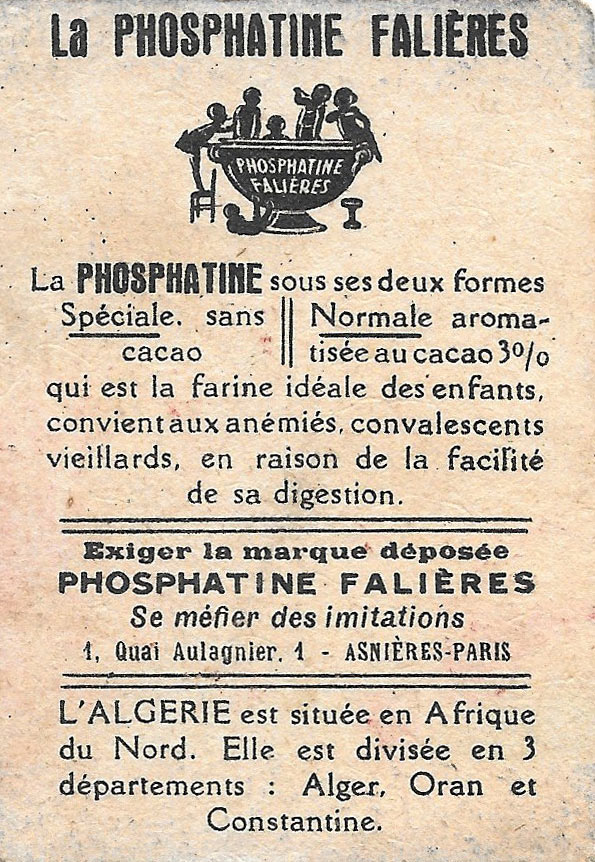 La PHOSPHATINE FALIÈRES
PHOSPHATINE
FALIÈRES
La PHOSPHATINE sous ses deux formes
Spéciale. sans || Normale aroma-
cacao || tisée au cacao 3%
qui est la farine idéale des enfants,
convient aux anémiés, convalescents
vieillards, en raison de la facilité
de sa digestion.
Exiger la marque déposée
PHOSPHATINE FALIÈRES
Se méfier des imitations
1, Quai Aulagnier, 1 - ASNIÈRES-PARIS
L'ALGERIE est située en Afrique
du Nord. Elle est divisée en 3
départements : Alger, Oran et
Constantine.